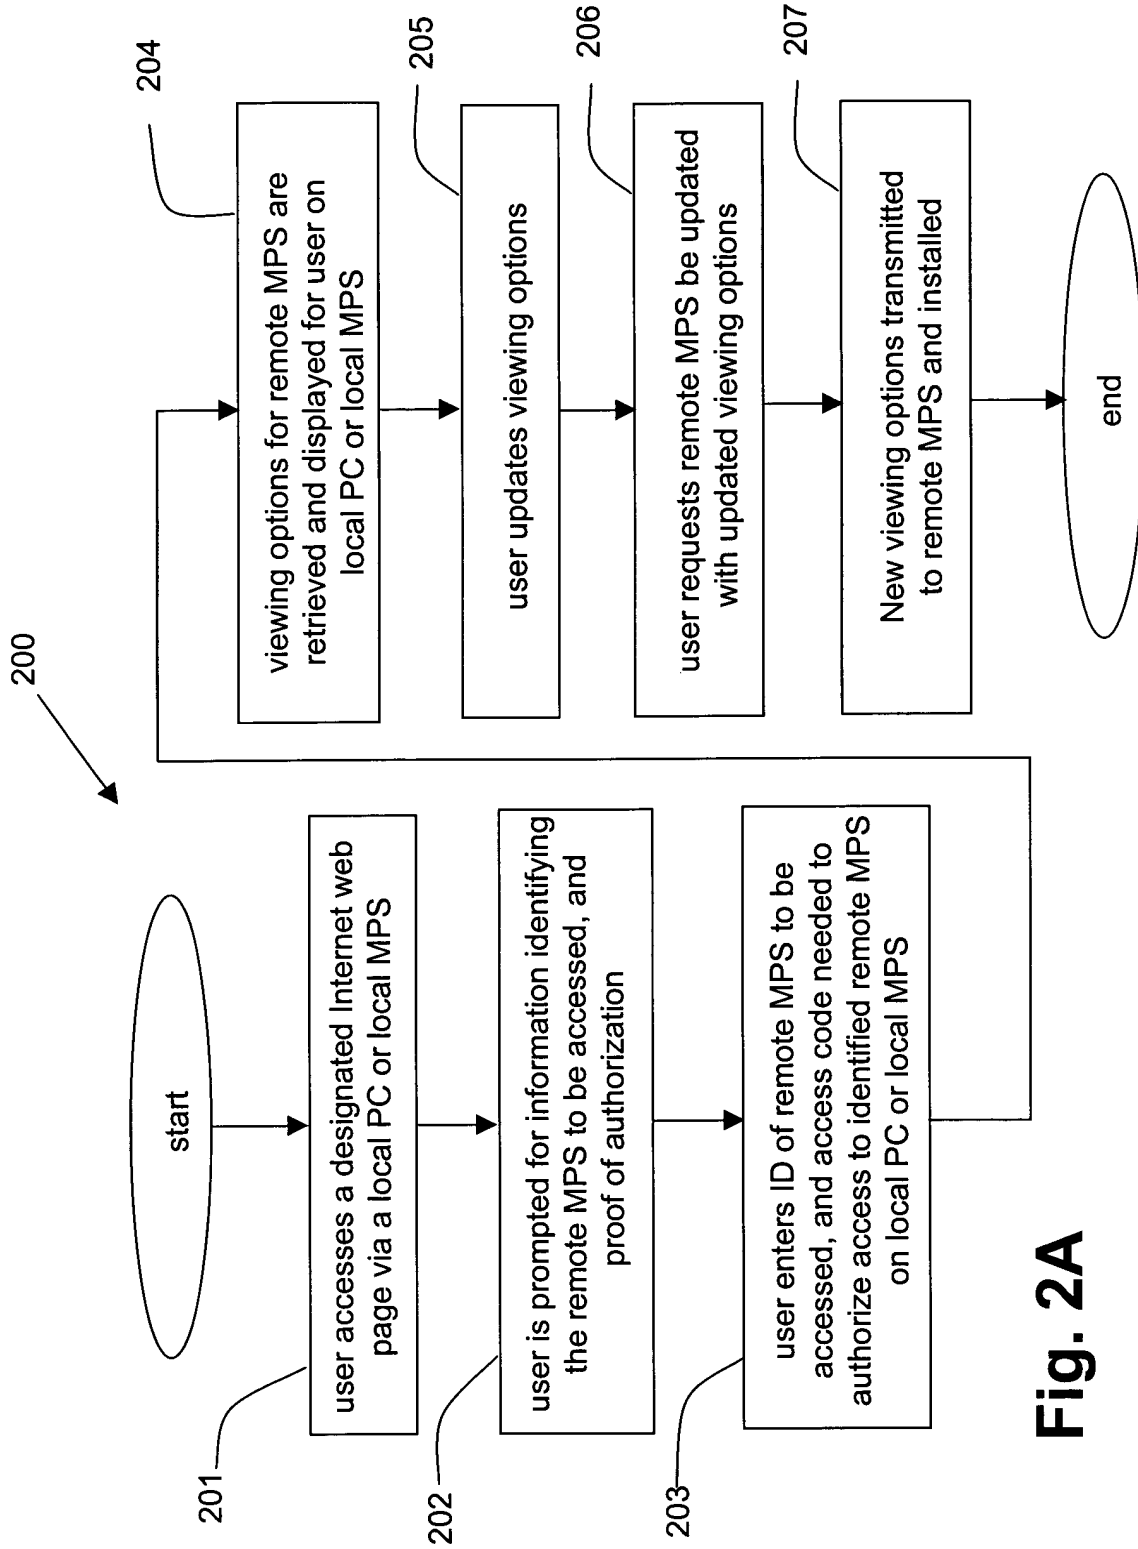 200
start
201
user accesses a designated Internet web
page via a local PC or local MPS
202
user is prompted for information identifying
the remote MPS to be accessed, and
proof of authorization
203
user enters ID of remote MPS to be
accessed, and access code needed to
authorize access to identified remote MPS
on local PC or local MPS
204
viewing options for remote MPS are
retrieved and displayed for user on
local PC or local MPS
205
user updates viewing options
206
user requests remote MPS be updated
with updated viewing options
207
New viewing options transmitted
to remote MPS and installed
end
Fig. 2A